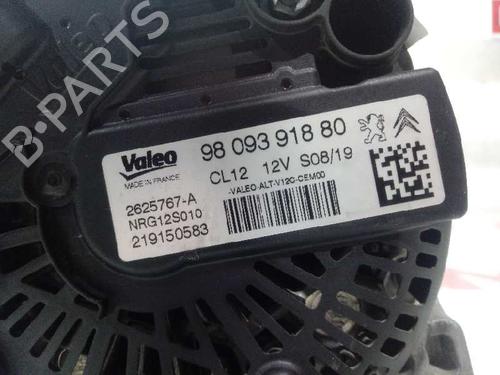 Valeo
MADE IN FRANCE
98 093 918 80
CL12 12V S08/19
-VALEO-ALT-V12C-CEM00
2625767-A
NRG12S010
219150583
B-PARTS